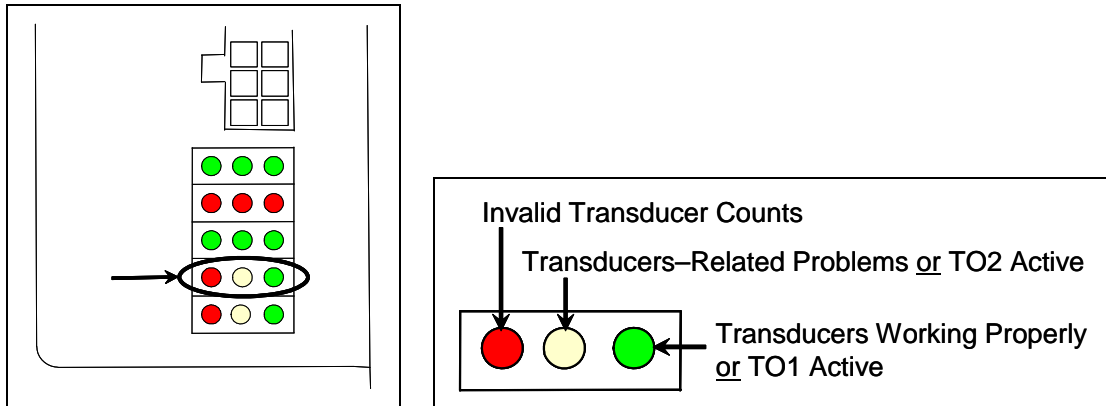 Invalid Transducer Counts
Transducers–Related Problems or TO2 Active
Transducers Working Properly
or TO1 Active